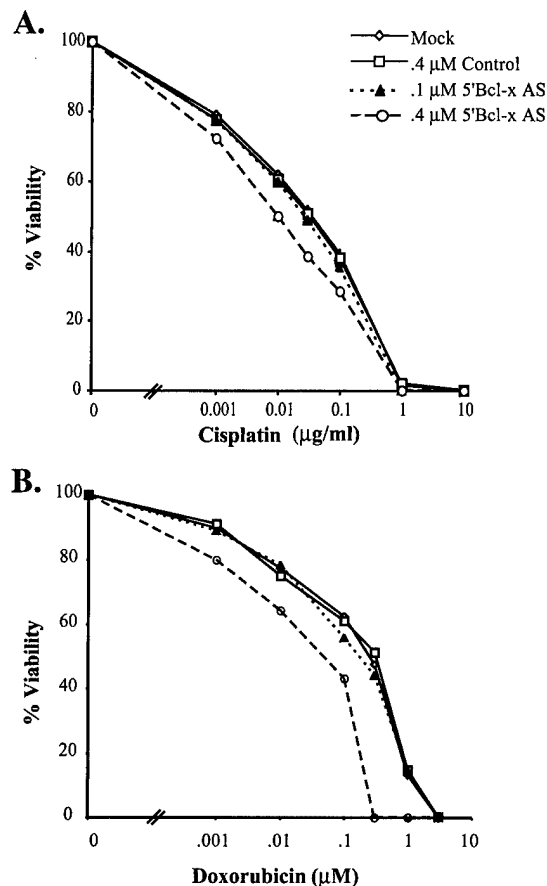 A.
Mock
.4 µM Control
.1 µM 5'Bcl-x AS
.4 µM 5'Bcl-x AS
100
80
60
40
20
0
% Viability
0 0.001 0.01 0.1 1 10
Cisplatin (µg/ml)
B.
100
80
60
40
20
0
% Viability
0 .001 .01 .1 1 10
Doxorubicin (µM)